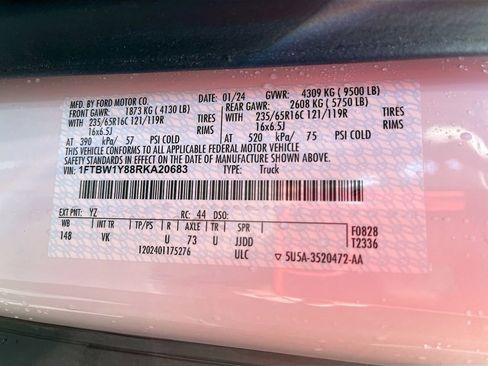 MFD. BY FORD MOTOR CO.
DATE: 01/24 GVWR: 4309 KG ( 9500 LB)
FRONT GAWR: 1873 KG ( 4130 LB) REAR GAWR: 2608 KG ( 5750 LB)
WITH 235/65R16C 121/119R TIRES WITH 235/65R16C 121/119R TIRES
16x6.5J RIMS 16x6.5J RIMS
AT 390 kPa/ 57 PSI COLD AT 520 kPa/ 75 PSI COLD
THIS VEHICLE CONFORMS TO ALL APPLICABLE FEDERAL MOTOR VEHICLE
SAFETY STANDARDS IN EFFECT ON THE DATE OF MANUFACTURE SHOWN ABOVE.
VIN: 1FTBW1Y88RKA20683 TYPE: Truck
EXT PNT: YZ RC: 44 DSO:
WB INT TR TP/PS R AXLE TR SPR
148 VK U 73 U JJDD
1202401175276 ULC
F0828
T2336
▽ 5U5A-3520472-AA